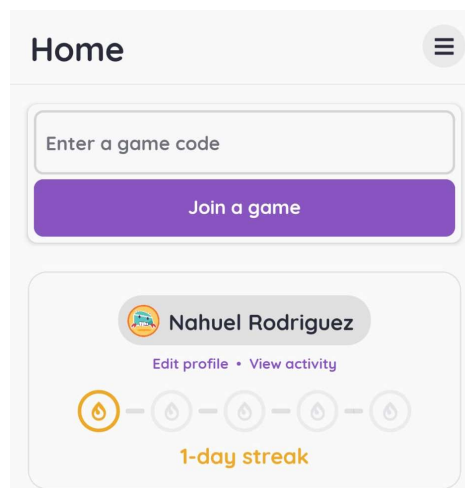 Home
Enter a game code
Join a game
Nahuel Rodriguez
Edit profile • View activity
1-day streak